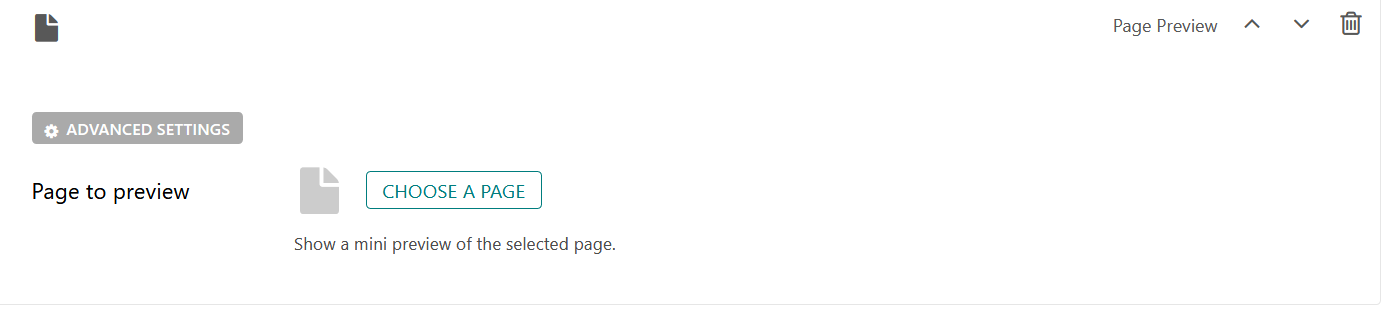 Page Preview
ADVANCED SETTINGS
Page to preview
CHOOSE A PAGE
Show a mini preview of the selected page.